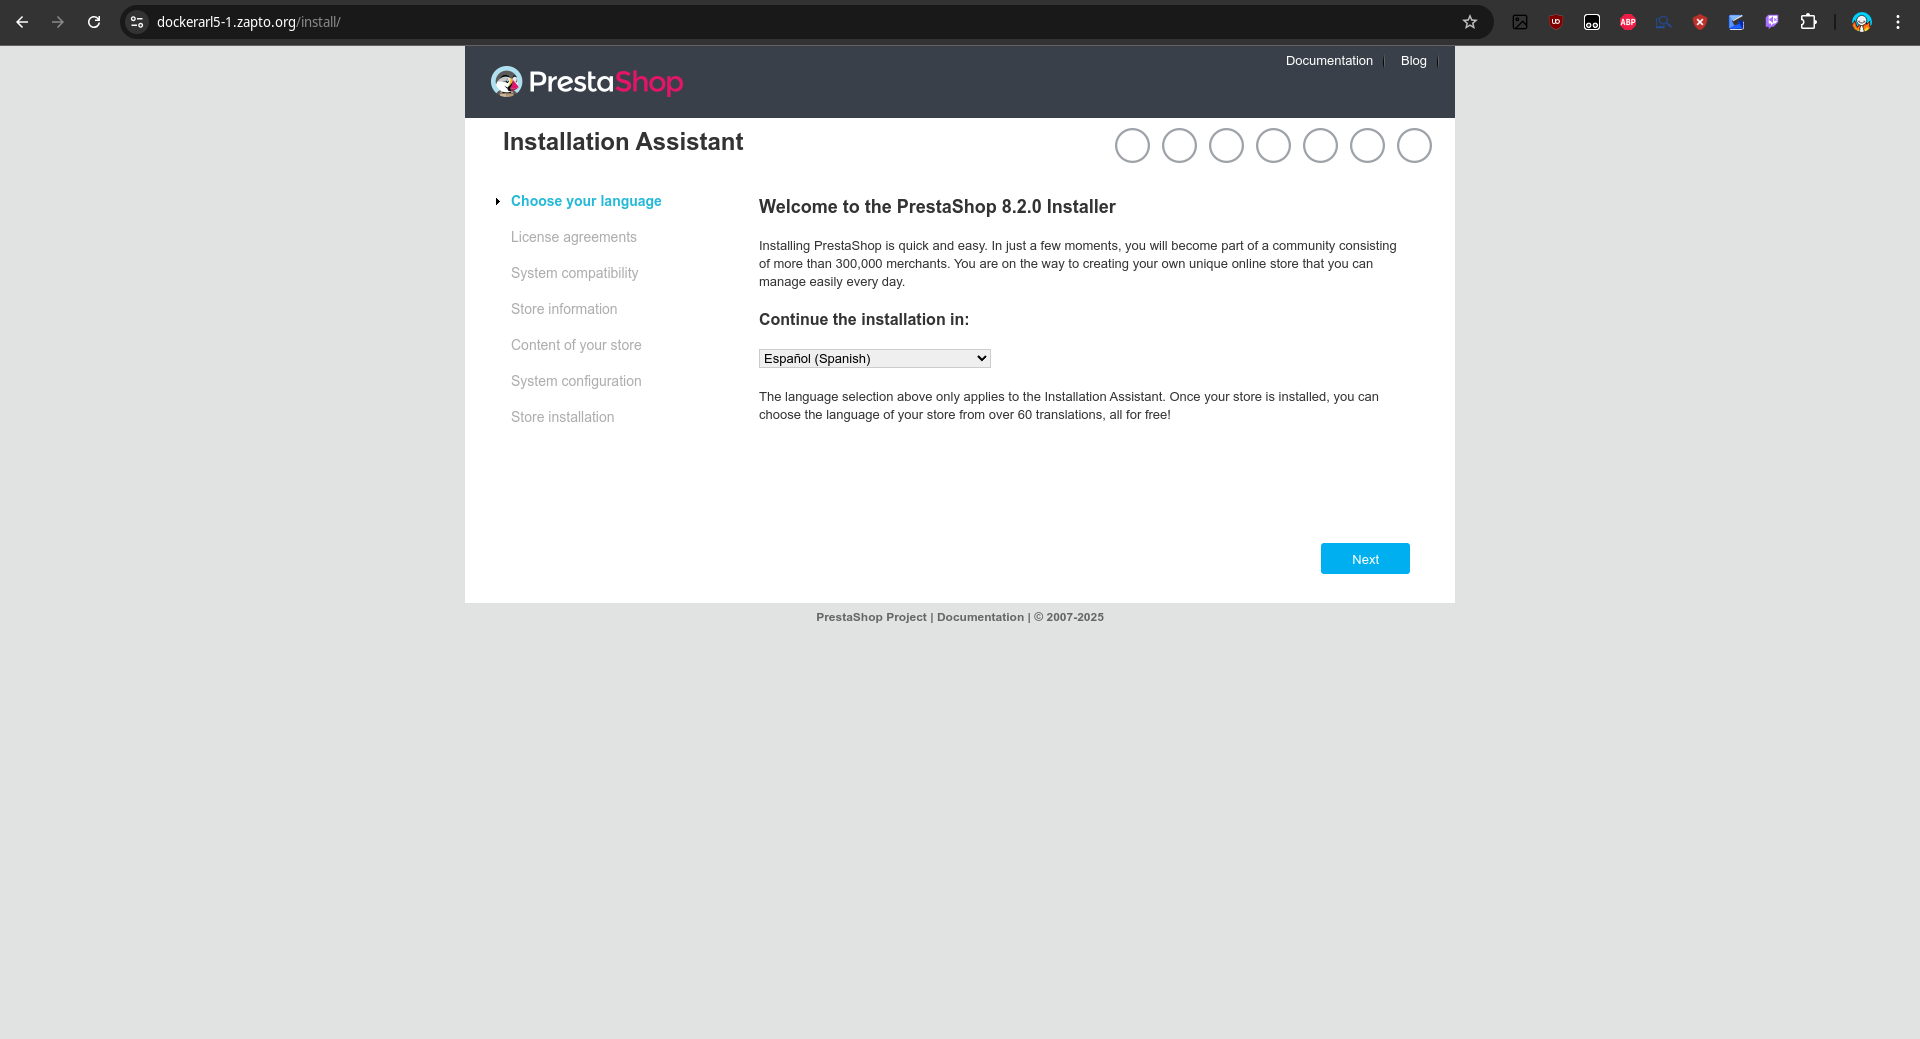 dockerarl5-1.zapto.org/install/
UD
ABP
Documentation
Blog
PrestaShop
Installation Assistant
Choose your language
License agreements
System compatibility
Store information
Content of your store
System configuration
Store installation
Welcome to the PrestaShop 8.2.0 Installer
Installing PrestaShop is quick and easy. In just a few moments, you will become part of a community consisting
of more than 300,000 merchants. You are on the way to creating your own unique online store that you can
manage easily every day.
Continue the installation in:
Español (Spanish)
The language selection above only applies to the Installation Assistant. Once your store is installed, you can
choose the language of your store from over 60 translations, all for free!
Next
PrestaShop Project | Documentation | © 2007-2025